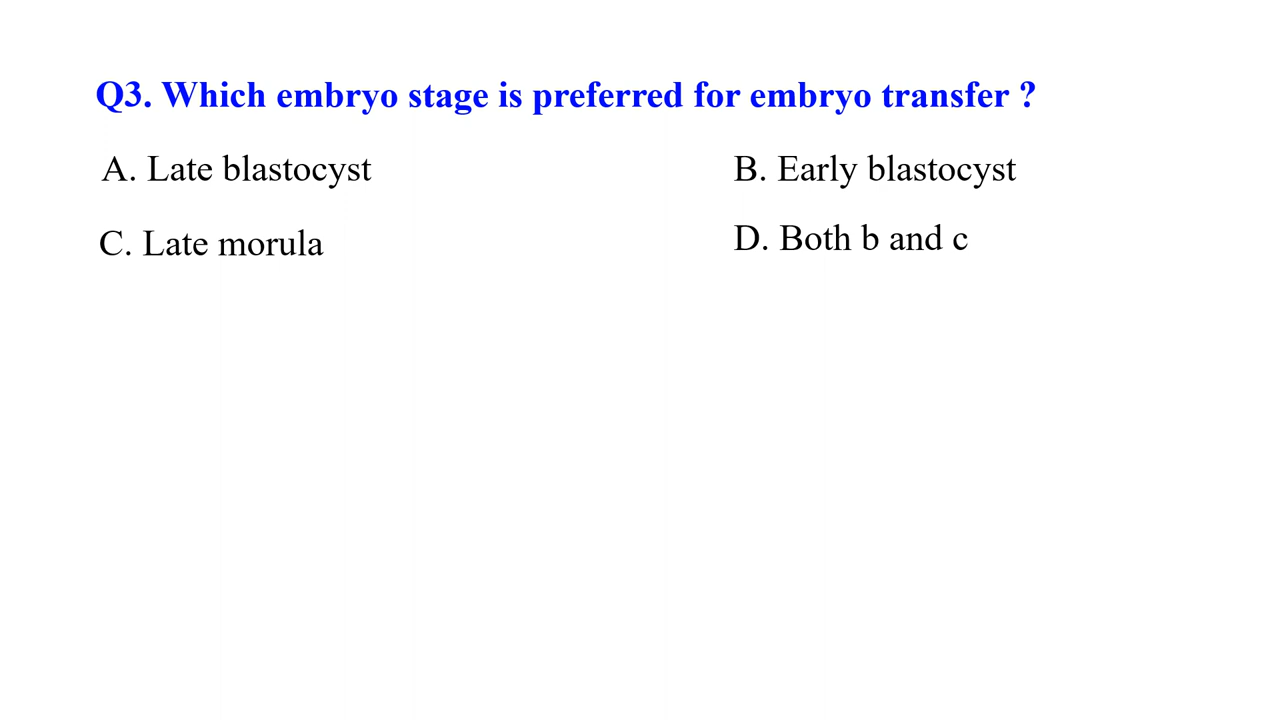 Q3. Which embryo stage is preferred for embryo transfer ?
A. Late blastocyst
B. Early blastocyst
C. Late morula
D. Both b and c